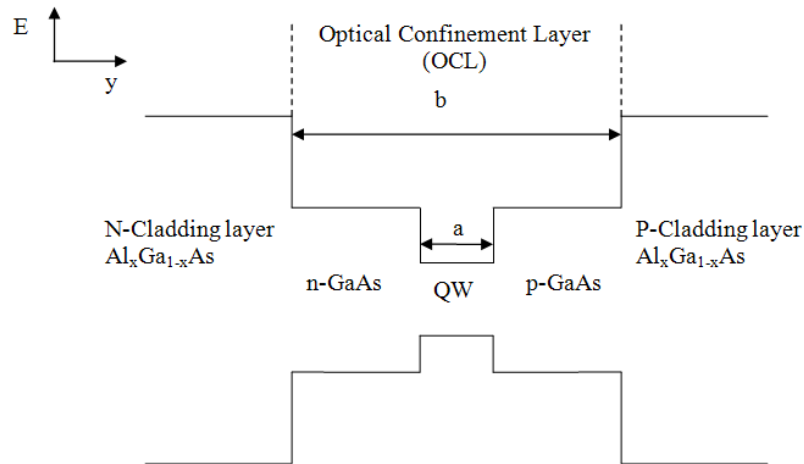 E
y
Optical Confinement Layer
(OCL)
b
N-Cladding layer
AlₓGa₁₋ₓAs
a
P-Cladding layer
AlₓGa₁₋ₓAs
n-GaAs
QW
p-GaAs